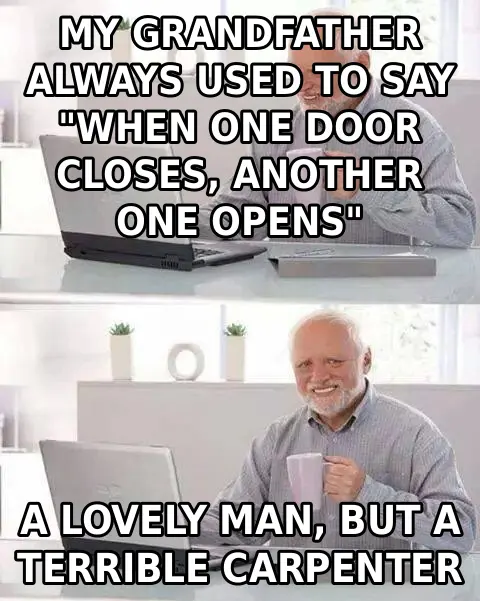 MY GRANDFATHER
ALWAYS USED TO SAY
"WHEN ONE DOOR
CLOSES, ANOTHER
ONE OPENS"
A LOVELY MAN, BUT A
TERRIBLE CARPENTER